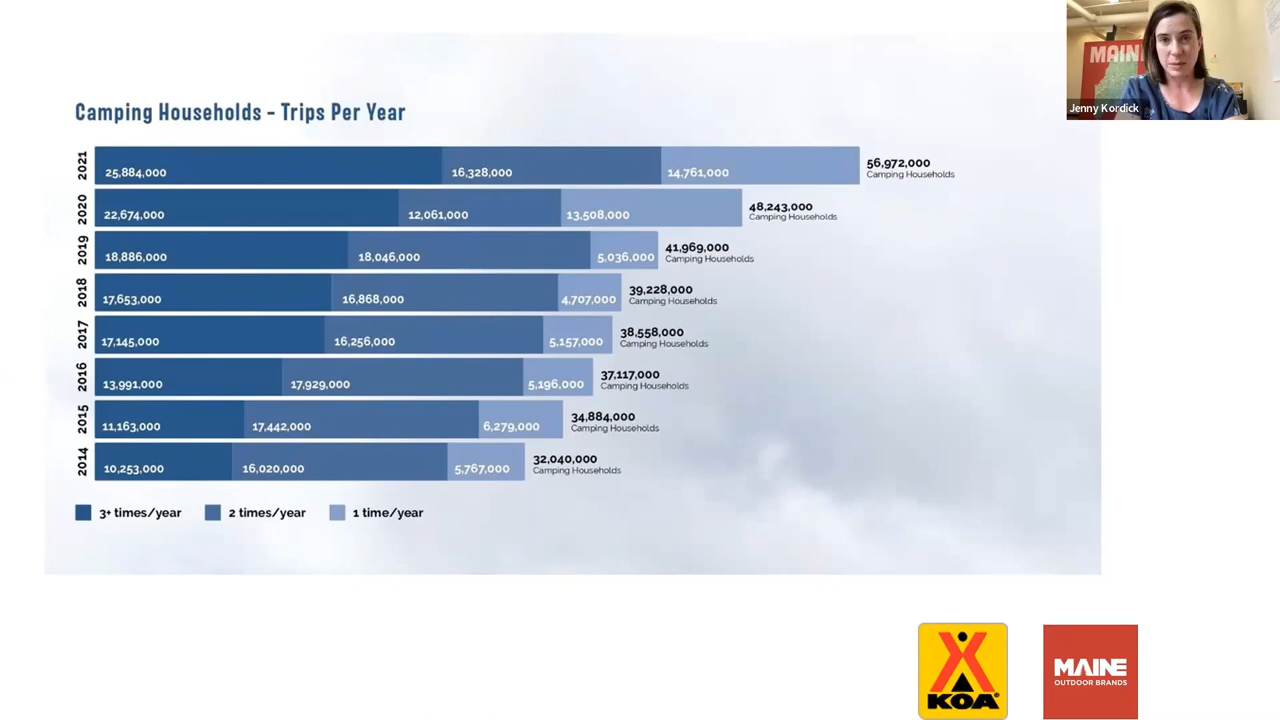 MAIN
Jenny Kordick
Camping Households - Trips Per Year
2021
25,884,000
16,328,000
14,761,000
56,972,000
Camping Households
2020
22,674,000
12,061,000
13,508,000
48,243,000
Camping Households
2019
18,886,000
18,046,000
5,036,000
41,969,000
Camping Households
2018
17,653,000
16,868,000
4,707,000
39,228,000
Camping Households
2017
17,145,000
16,256,000
5,157,000
38,558,000
Camping Households
2016
13,991,000
17,929,000
5,196,000
37,117,000
Camping Households
2015
11,163,000
17,442,000
6,279,000
34,884,000
Camping Households
2014
10,253,000
16,020,000
5,767,000
32,040,000
Camping Households
3+ times/year
2 times/year
1 time/year
KOA®
MAINE
OUTDOOR BRANDS